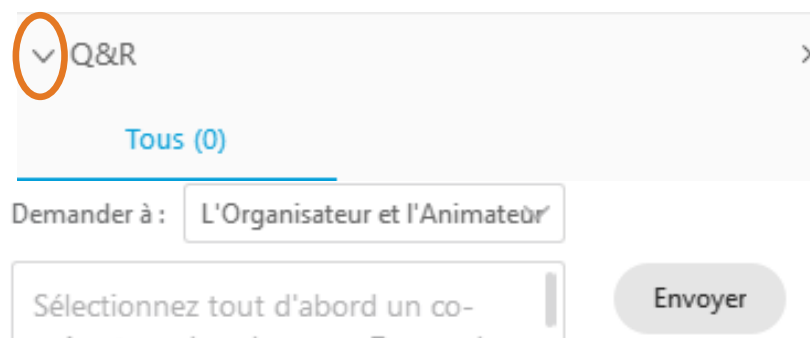 Q&R
Tous (0)
Demander à : L'Organisateur et l'Animateur
Sélectionnez tout d'abord un co-
Envoyer